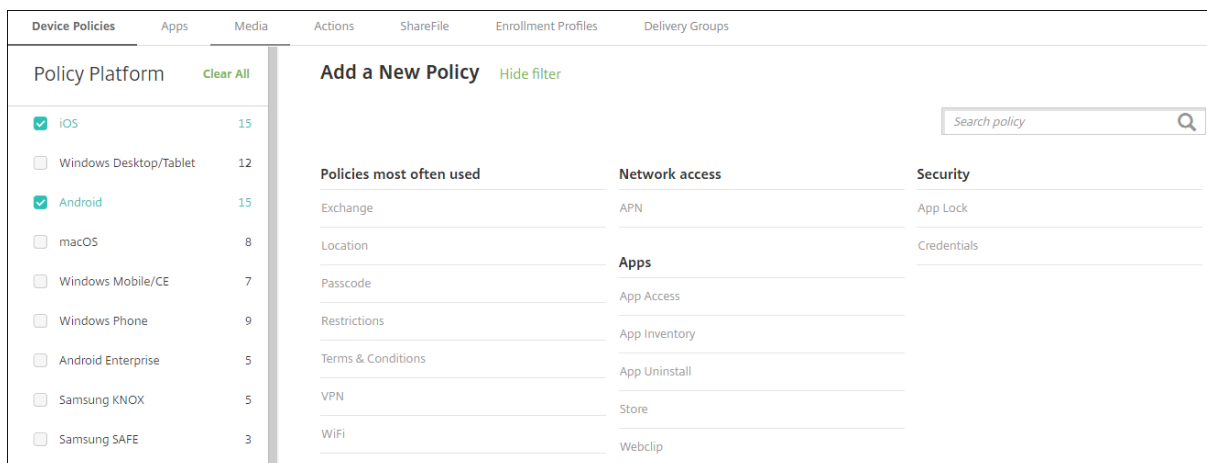 Device Policies Apps Media Actions ShareFile Enrollment Profiles Delivery Groups
Policy Platform Clear All
iOS 15
Windows Desktop/Tablet 12
Android 15
macOS 8
Windows Mobile/CE 7
Windows Phone 9
Android Enterprise 5
Samsung KNOX 5
Samsung SAFE 3
Add a New Policy Hide filter
Search policy
Policies most often used
Exchange
Location
Passcode
Restrictions
Terms & Conditions
VPN
WiFi
Network access
APN
Apps
App Access
App Inventory
App Uninstall
Store
Webclip
Security
App Lock
Credentials